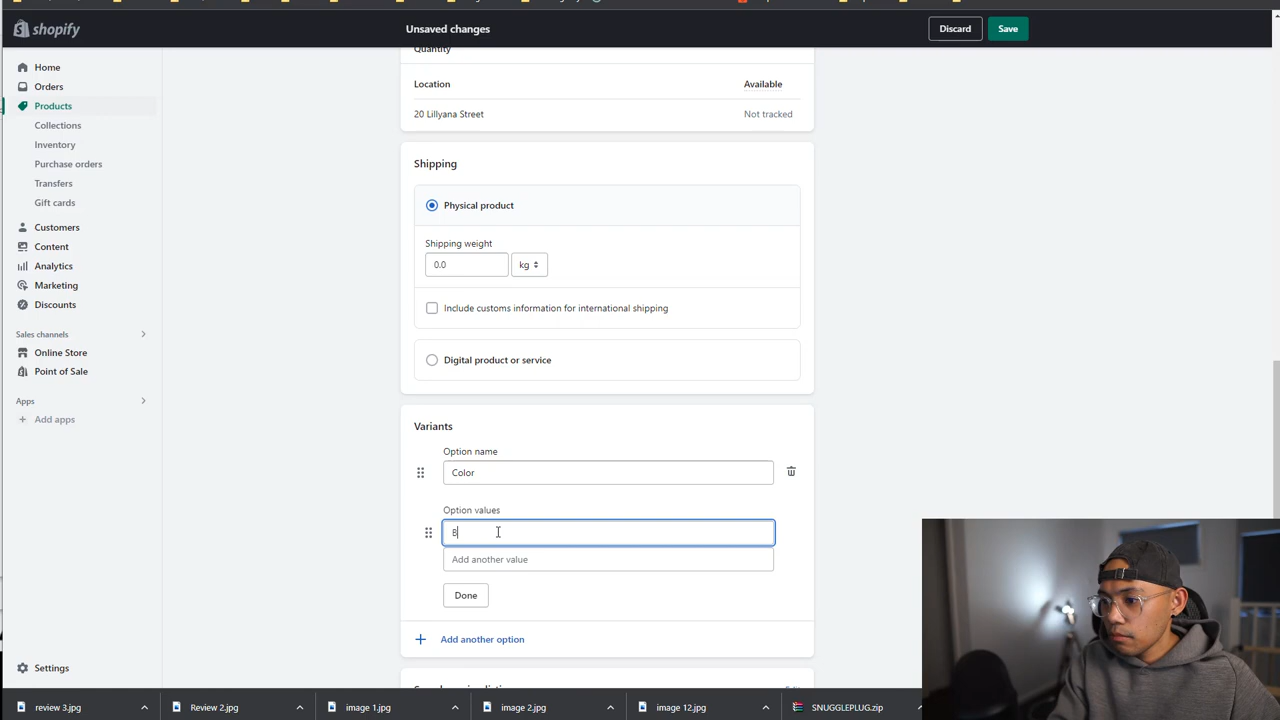 shopify
Unsaved changes
Discard
Save
Home
Orders
Products
Collections
Inventory
Purchase orders
Transfers
Gift cards
Customers
Content
Analytics
Marketing
Discounts
Sales channels
Online Store
Point of Sale
Apps
Add apps
Settings
Quantity
Location Available
20 Lillyana Street Not tracked
Shipping
Physical product
Shipping weight
0.0 kg
Include customs information for international shipping
Digital product or service
Variants
Option name
Color
Option values
B
Add another value
Done
Add another option
review 3.jpg
Review 2.jpg
image 1.jpg
image 2.jpg
image 12.jpg
SNUGGLEPLUG.zip